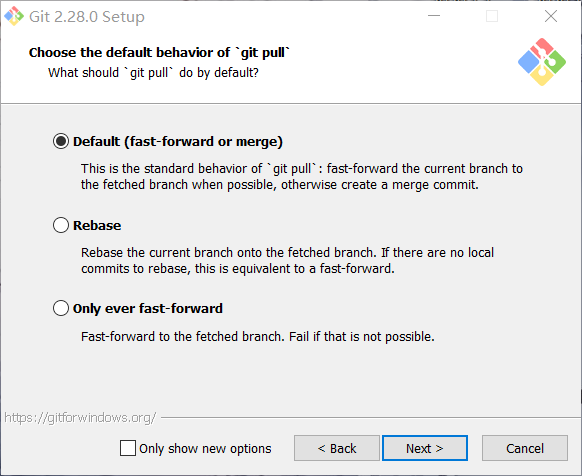 Git 2.28.0 Setup
Choose the default behavior of `git pull`
What should `git pull` do by default?
Default (fast-forward or merge)
This is the standard behavior of `git pull`: fast-forward the current branch to
the fetched branch when possible, otherwise create a merge commit.
Rebase
Rebase the current branch onto the fetched branch. If there are no local
commits to rebase, this is equivalent to a fast-forward.
Only ever fast-forward
Fast-forward to the fetched branch. Fail if that is not possible.
https://gitforwindows.org/
Only show new options
< Back
Next >
Cancel